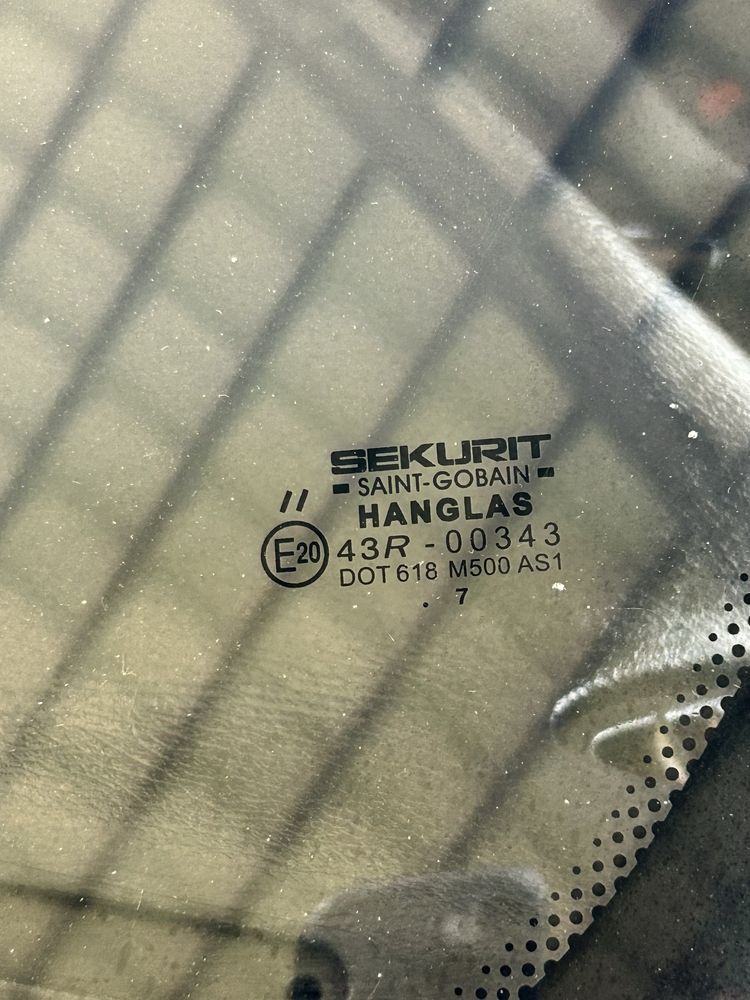 SEKURIT
SAINT-GOBAIN
HANGLAS
//
E20 43R - 00343
DOT 618 M500 AS1
. 7